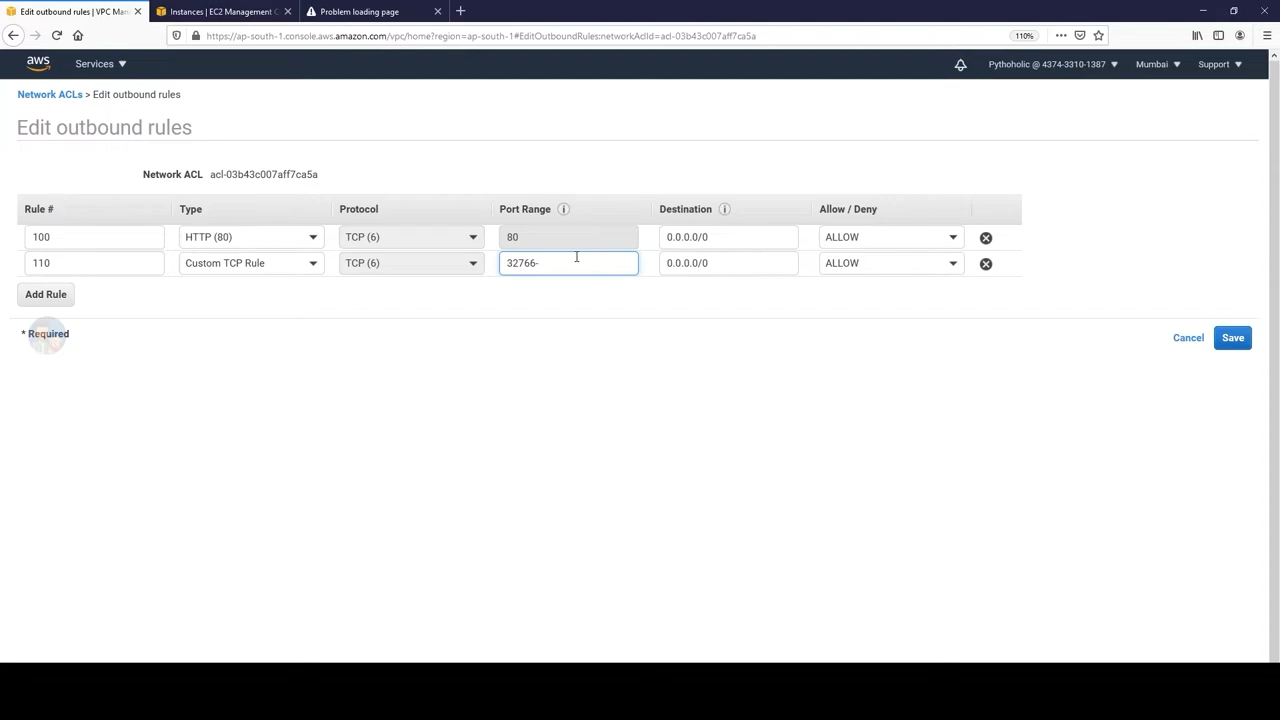 Edit outbound rules | VPC Man
Instances | EC2 Management C
Problem loading page
https://ap-south-1.console.aws.amazon.com/vpc/home?region=ap-south-1#EditOutboundRules:networkAclId=acl-03b43c007aff7ca5a
110%
aws
Services
Pythoholic @ 4374-3310-1387
Mumbai
Support
Network ACLs > Edit outbound rules
Edit outbound rules
Network ACL acl-03b43c007aff7ca5a
Rule # Type Protocol Port Range i Destination i Allow / Deny
100 HTTP (80) TCP (6) 80 0.0.0.0/0 ALLOW
110 Custom TCP Rule TCP (6) 32766- 0.0.0.0/0 ALLOW
Add Rule
* Required
Cancel
Save